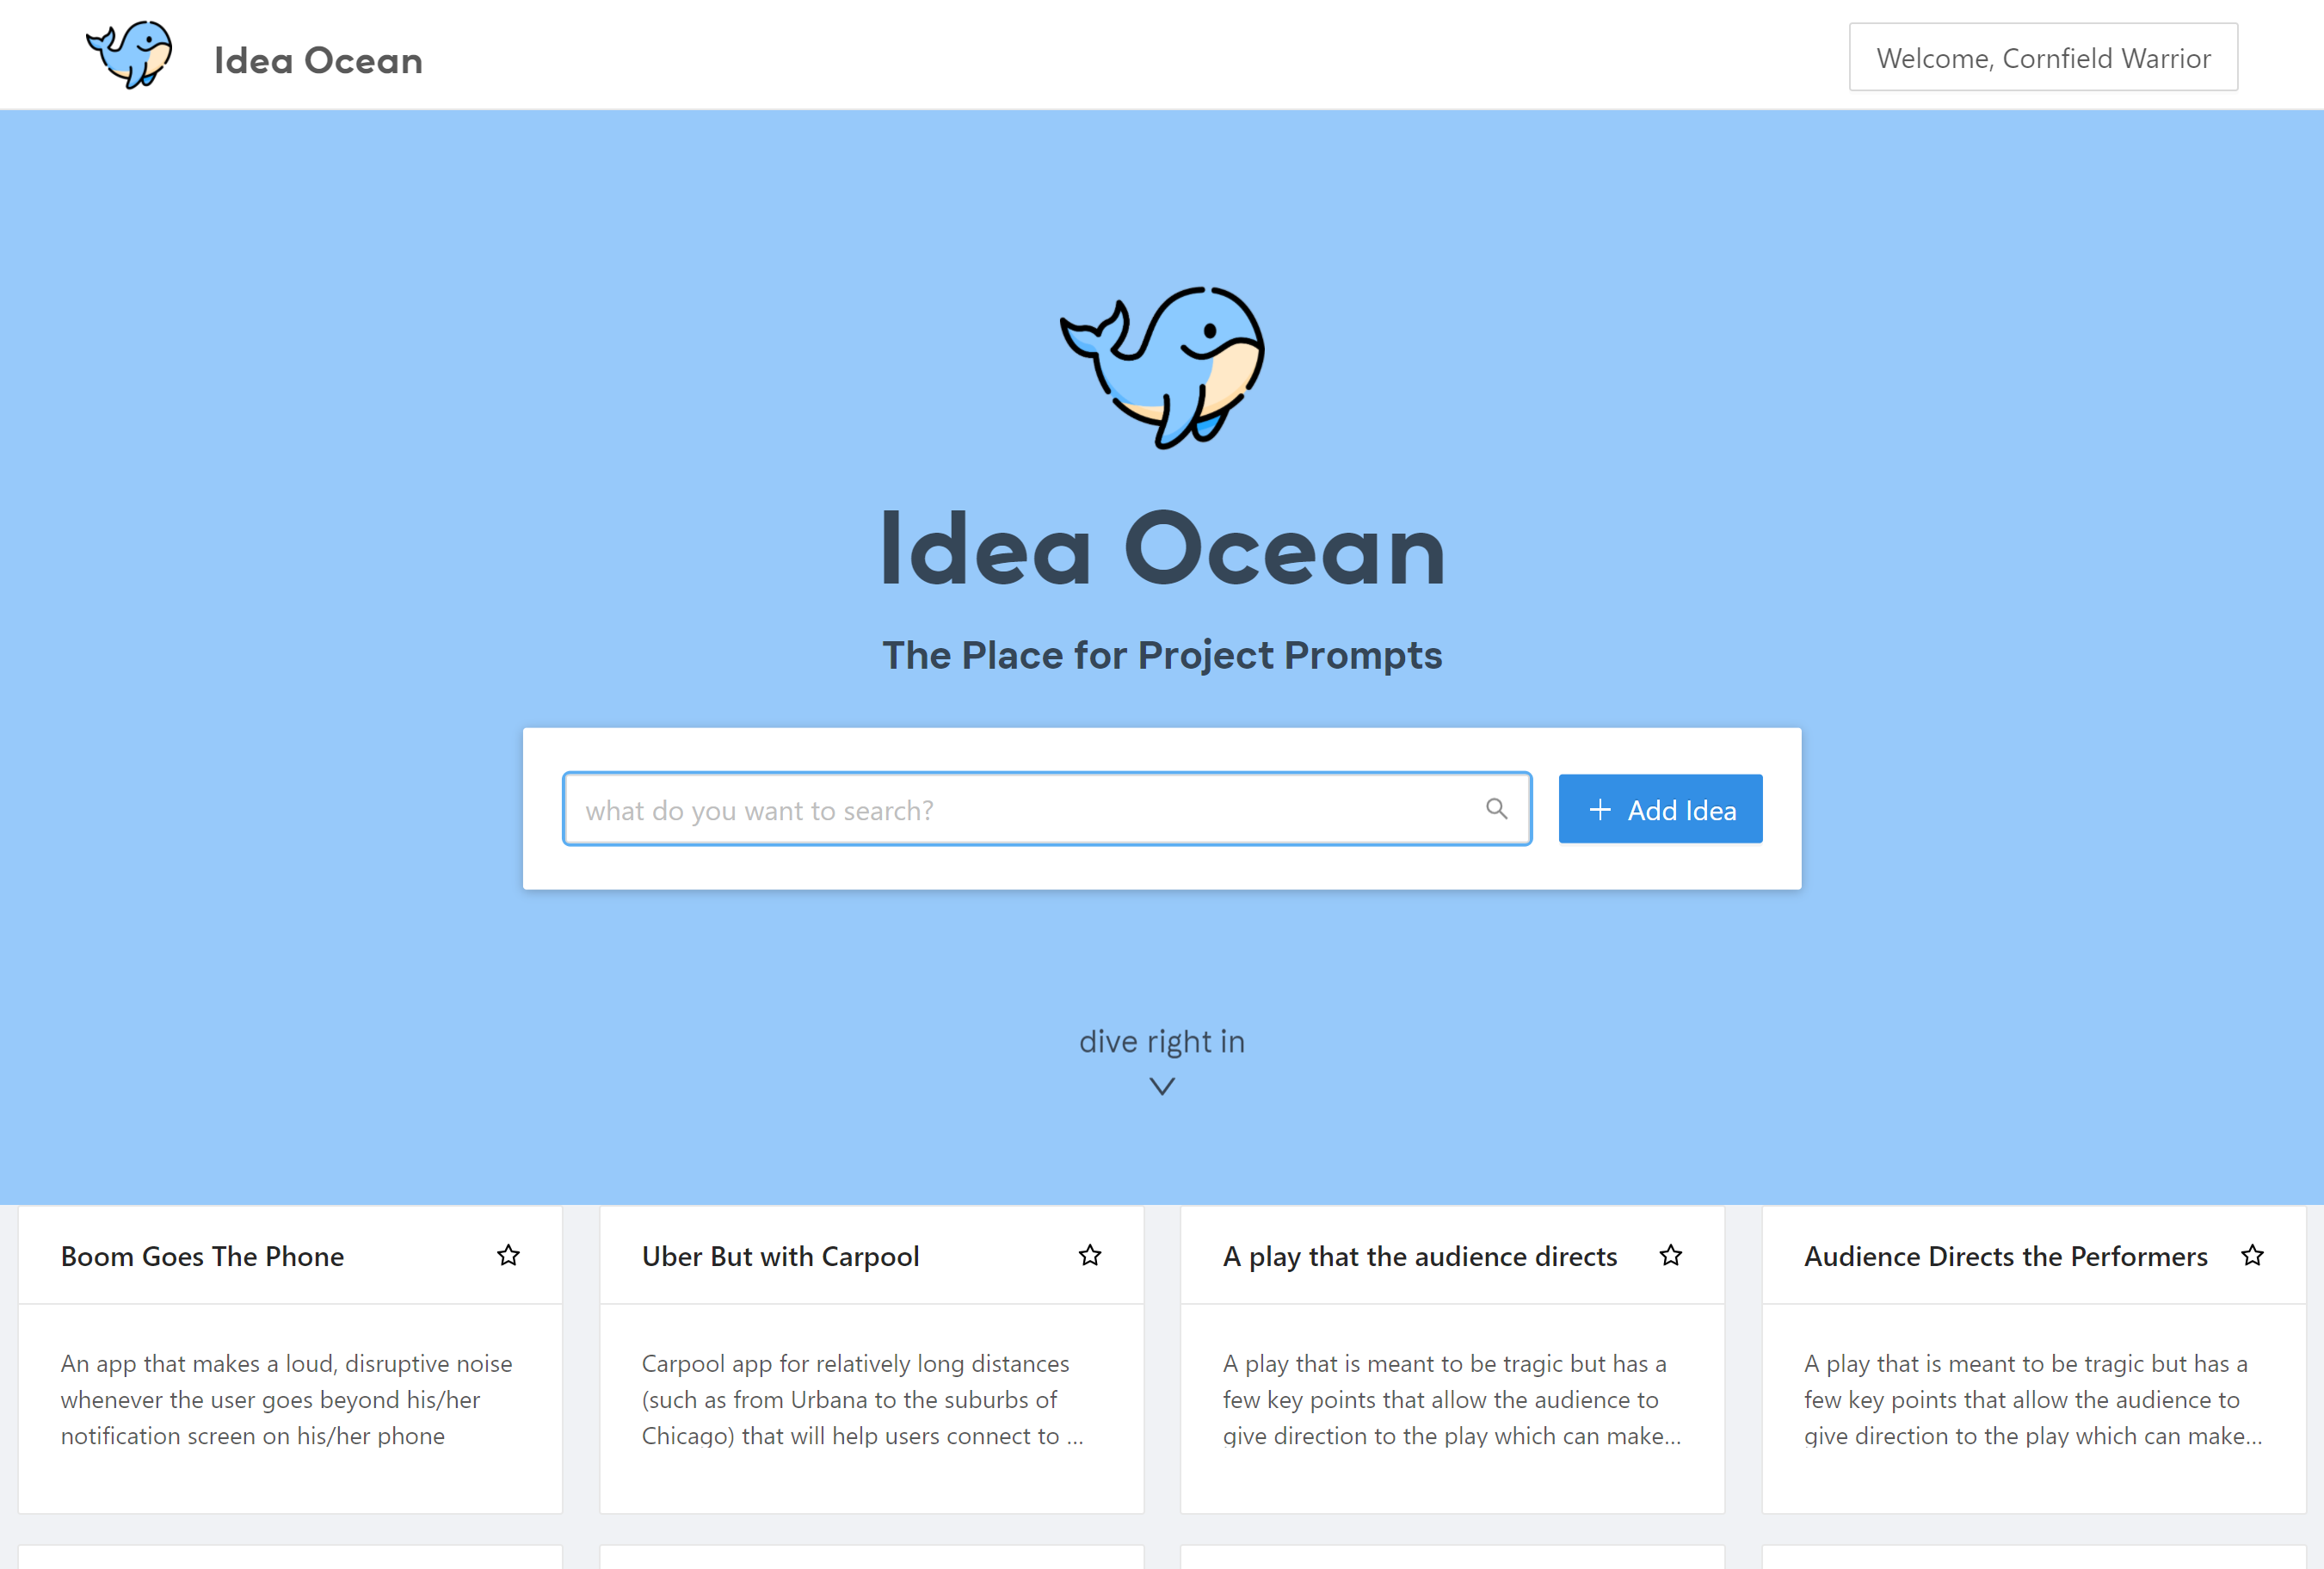 Idea Ocean
Welcome, Cornfield Warrior
Idea Ocean
The Place for Project Prompts
what do you want to search?
Add Idea
dive right in
Boom Goes The Phone
An app that makes a loud, disruptive noise
whenever the user goes beyond his/her
notification screen on his/her phone
Uber But with Carpool
Carpool app for relatively long distances
(such as from Urbana to the suburbs of
Chicago) that will help users connect to ...
A play that the audience directs
A play that is meant to be tragic but has a
few key points that allow the audience to
give direction to the play which can make...
Audience Directs the Performers
A play that is meant to be tragic but has a
few key points that allow the audience to
give direction to the play which can make...